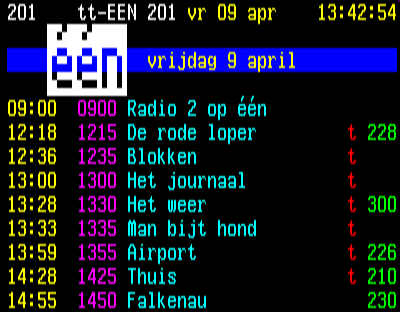 201 tt-EEN 201 vr 09 apr 13:42:54
één
vrijdag 9 april
09:00 0900 Radio 2 op één
12:18 1215 De rode loper t 228
12:36 1235 Blokken t
13:00 1300 Het journaal t
13:28 1330 Het weer t 300
13:33 1335 Man bijt hond t
13:59 1355 Airport t 226
14:28 1425 Thuis t 210
14:55 1450 Falkenau 230